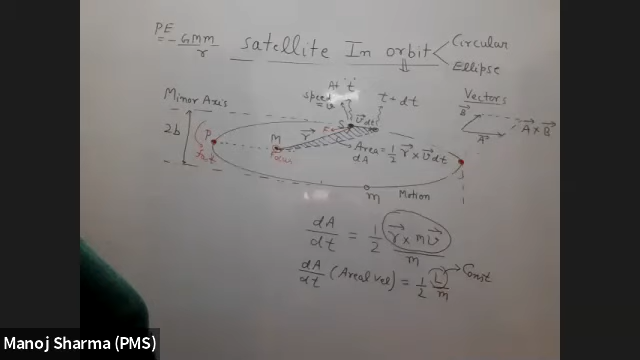 PE = - GMm/r
satellite In orbit
Circular
Ellipse
At "t"
speed = v
t + dt
Vectors
B
A
A × B
Minor Axis
2b
P
M
r
F
S
v dt
Area = 1/2 r × v dt
dA
m
Motion
dA/dt = 1/2 r × m v / m
dA/dt (Areal vel) = 1/2 L/m
Const
Manoj Sharma (PMS)